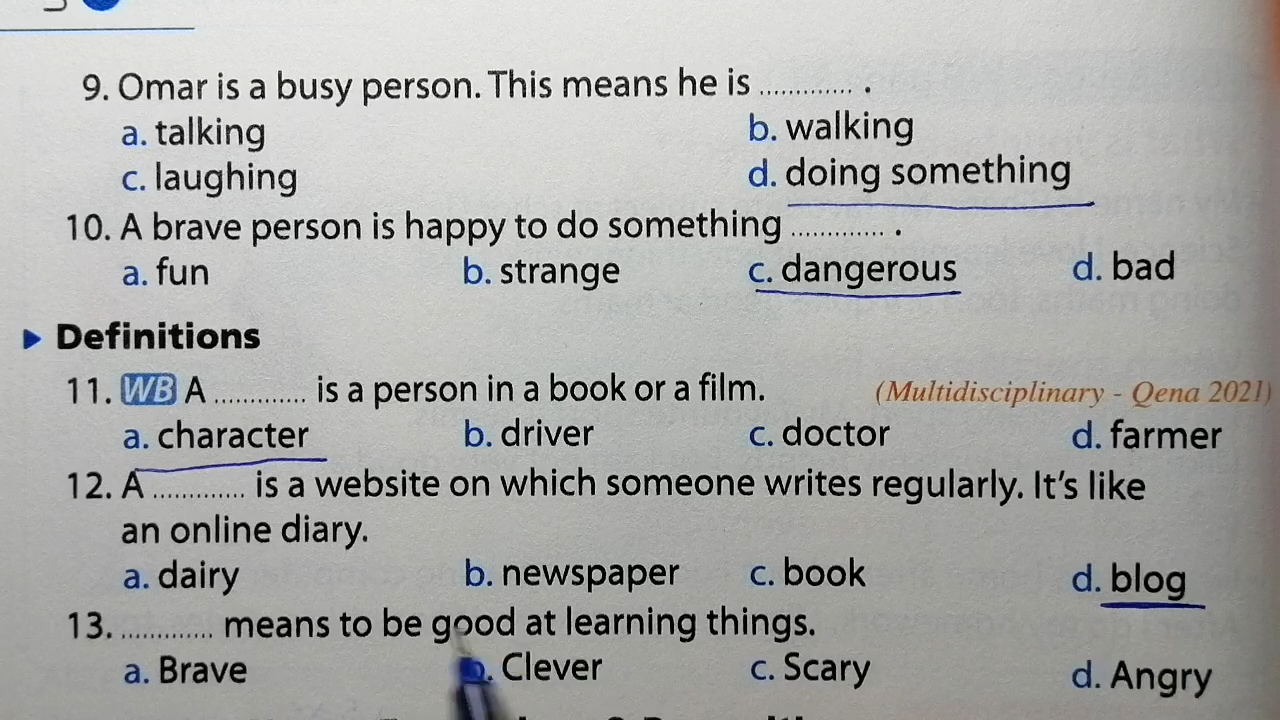 9. Omar is a busy person. This means he is ............. .
a. talking b. walking
c. laughing d. doing something
10. A brave person is happy to do something ............. .
a. fun b. strange c. dangerous d. bad
Definitions
11. WB A ............. is a person in a book or a film. (Multidisciplinary - Qena 2021)
a. character b. driver c. doctor d. farmer
12. A ............. is a website on which someone writes regularly. It's like
an online diary.
a. dairy b. newspaper c. book d. blog
13. ............. means to be good at learning things.
a. Brave b. Clever c. Scary d. Angry